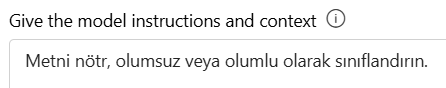 Give the model instructions and context
Metni nötr, olumsuz veya olumlu olarak sınıflandırın.